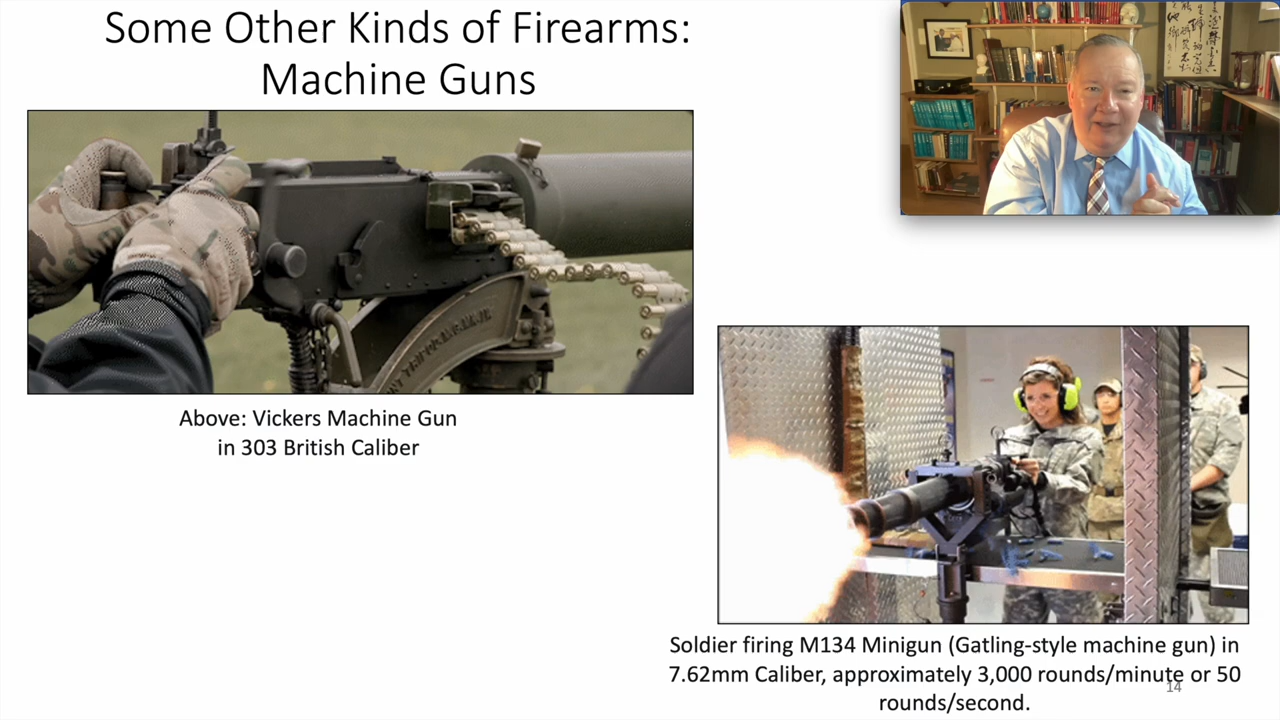 Some Other Kinds of Firearms:
Machine Guns
Above: Vickers Machine Gun
in 303 British Caliber
Soldier firing M134 Minigun (Gatling-style machine gun) in
7.62mm Caliber, approximately 3,000 rounds/minute or 50
rounds/second.
14